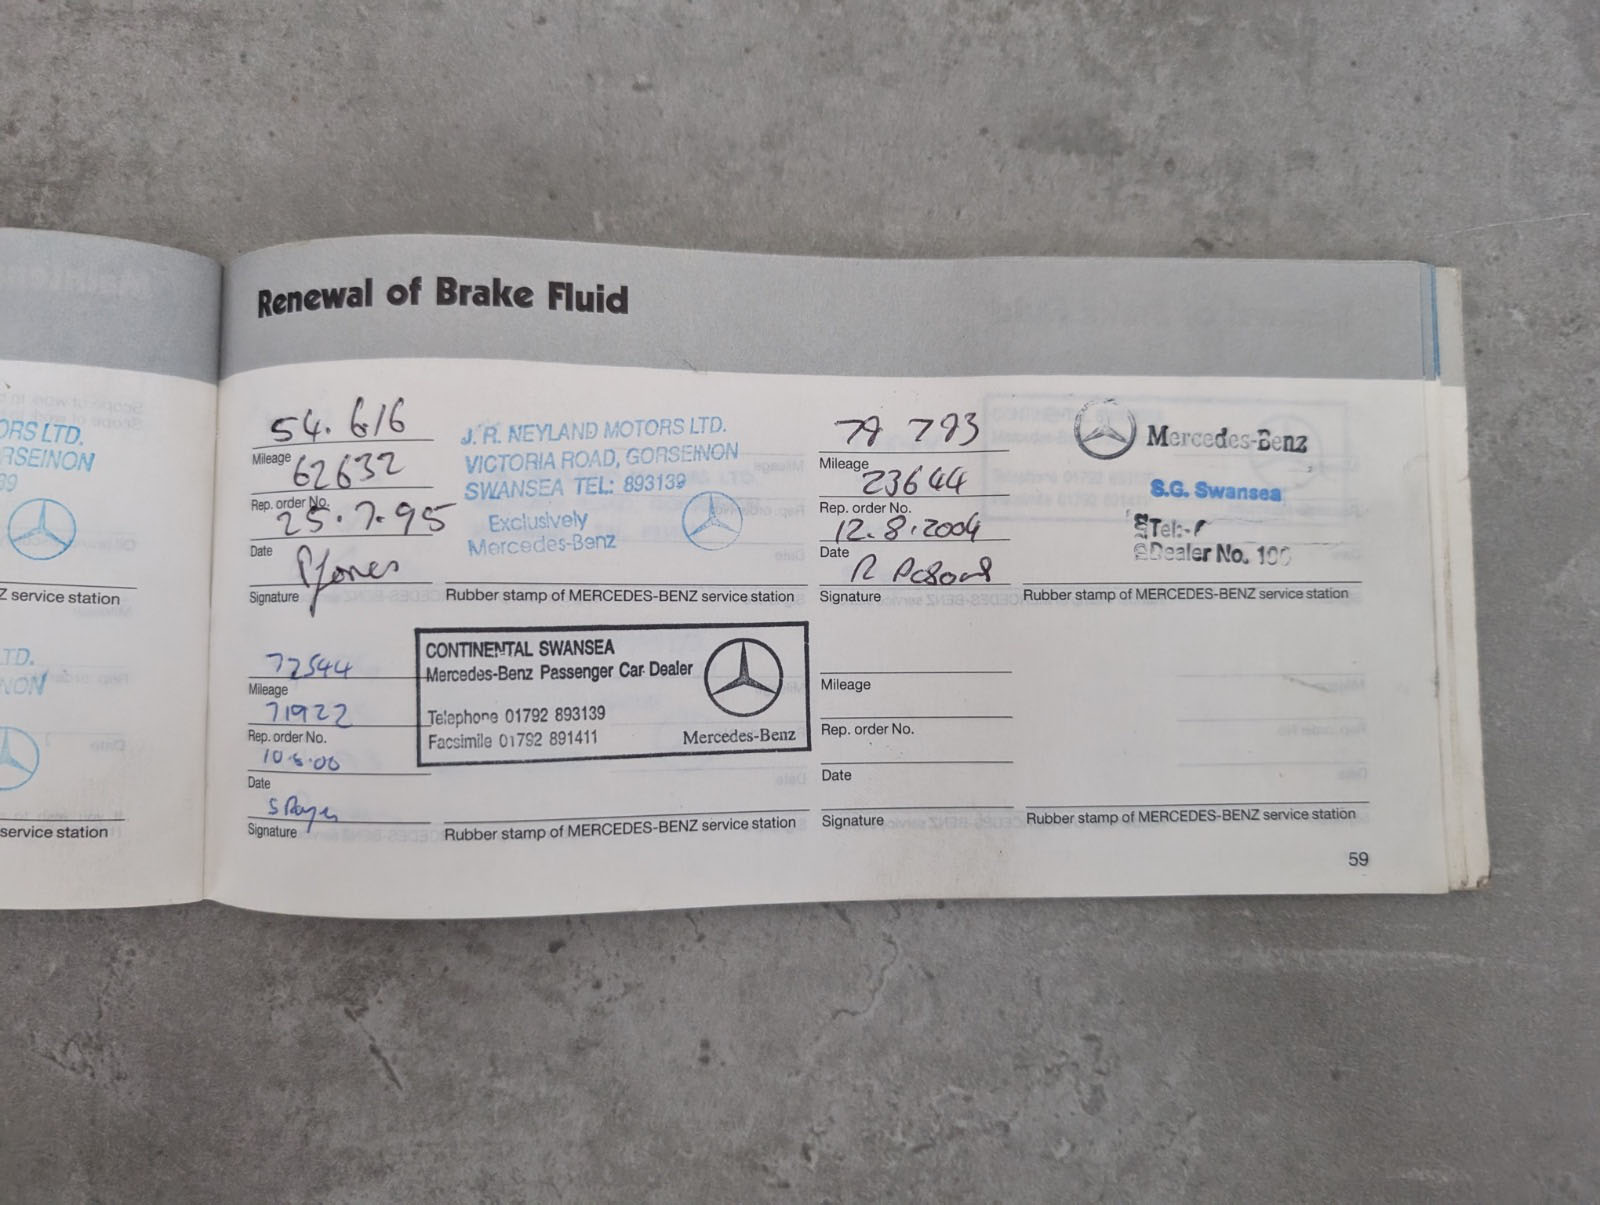 Renewal of Brake Fluid
ORS LTD.
RSEINON
39
Z service station
TD.
NON
service station
54.616
Mileage
62632
Rep. order No.
25.7.95
Date
PJones
Signature
J.R. NEYLAND MOTORS LTD.
VICTORIA ROAD, GORSEINON
SWANSEA TEL: 893139
Exclusively
Mercedes-Benz
Rubber stamp of MERCEDES-BENZ service station
79 793
Mileage
23644
Rep. order No.
12.8.2004
Date
R
Signature
Mercedes-Benz
S.G. Swansea
Tel:-
Dealer No.
Rubber stamp of MERCEDES-BENZ service station
72544
Mileage
71922
Rep. order No.
Date
S
Signature
CONTINENTAL SWANSEA
Mercedes-Benz Passenger Car Dealer
Telephone 01792 893139
Facsimile 01792 891411
Mercedes-Benz
Rubber stamp of MERCEDES-BENZ service station
Mileage
Rep. order No.
Date
Signature
Rubber stamp of MERCEDES-BENZ service station
59